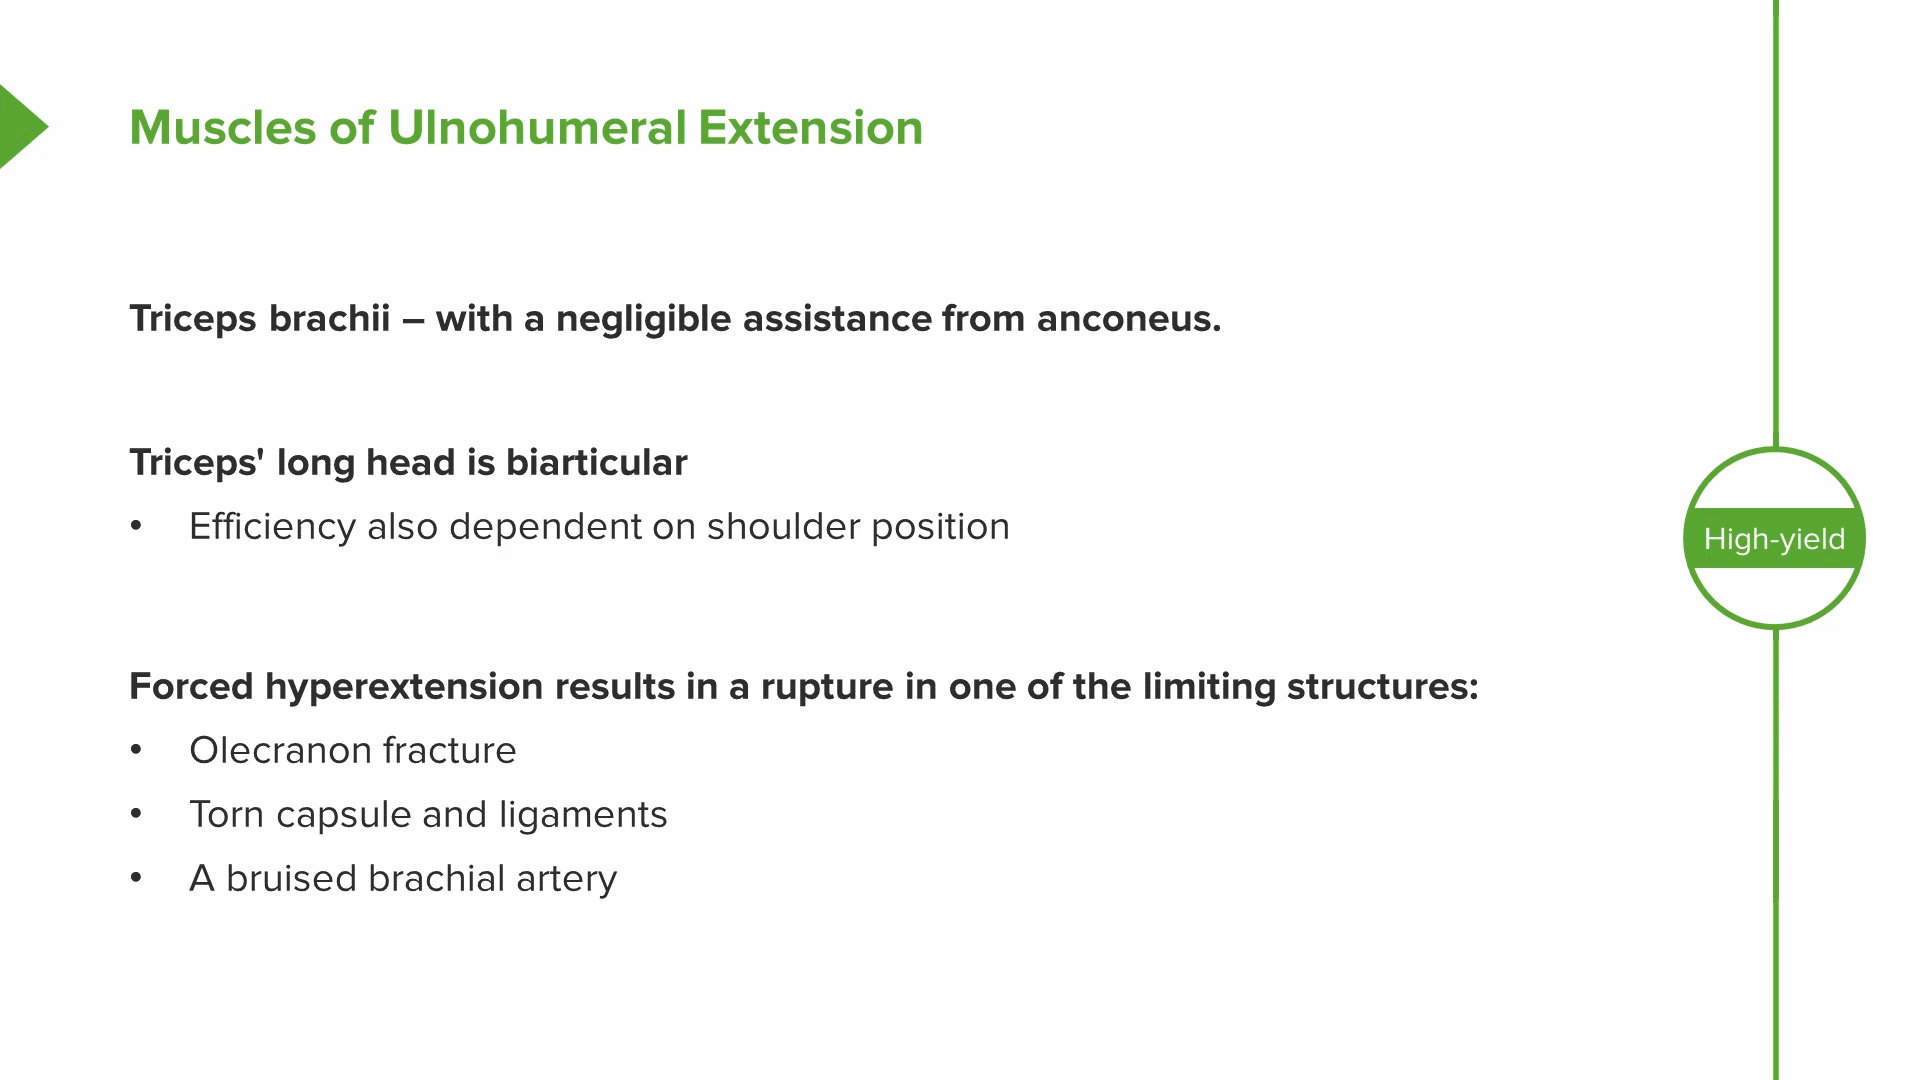 Muscles of Ulnohumeral Extension
Triceps brachii – with a negligible assistance from anconeus.
Triceps' long head is biarticular
• Efficiency also dependent on shoulder position
High-yield
Forced hyperextension results in a rupture in one of the limiting structures:
• Olecranon fracture
• Torn capsule and ligaments
• A bruised brachial artery